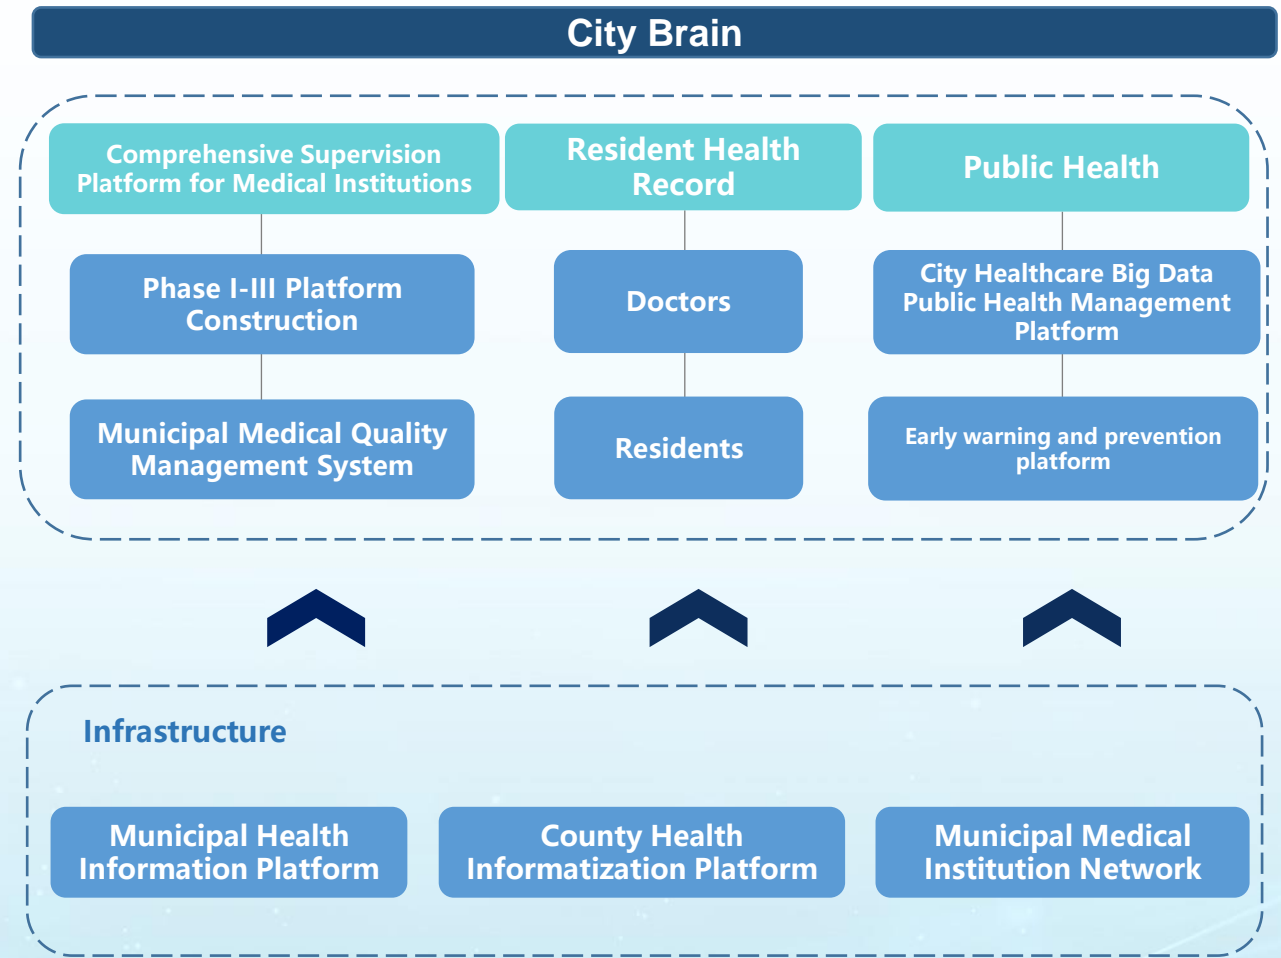 City Brain
Comprehensive Supervision
Platform for Medical Institutions
Resident Health
Record
Public Health
Phase I-III Platform
Construction
Doctors
City Healthcare Big Data
Public Health Management
Platform
Municipal Medical Quality
Management System
Residents
Early warning and prevention
platform
Infrastructure
Municipal Health
Information Platform
County Health
Informatization Platform
Municipal Medical
Institution Network